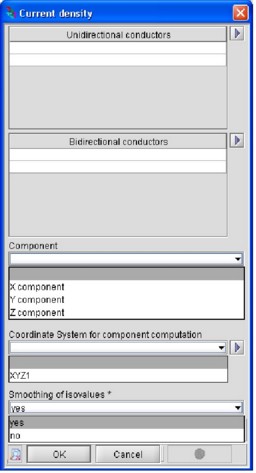 Current density
Unidirectional conductors
Bidirectional conductors
Component
X component
Y component
Z component
Coordinate System for component computation
XYZ1
Smoothing of isovalues *
yes
yes
no
OK
Cancel